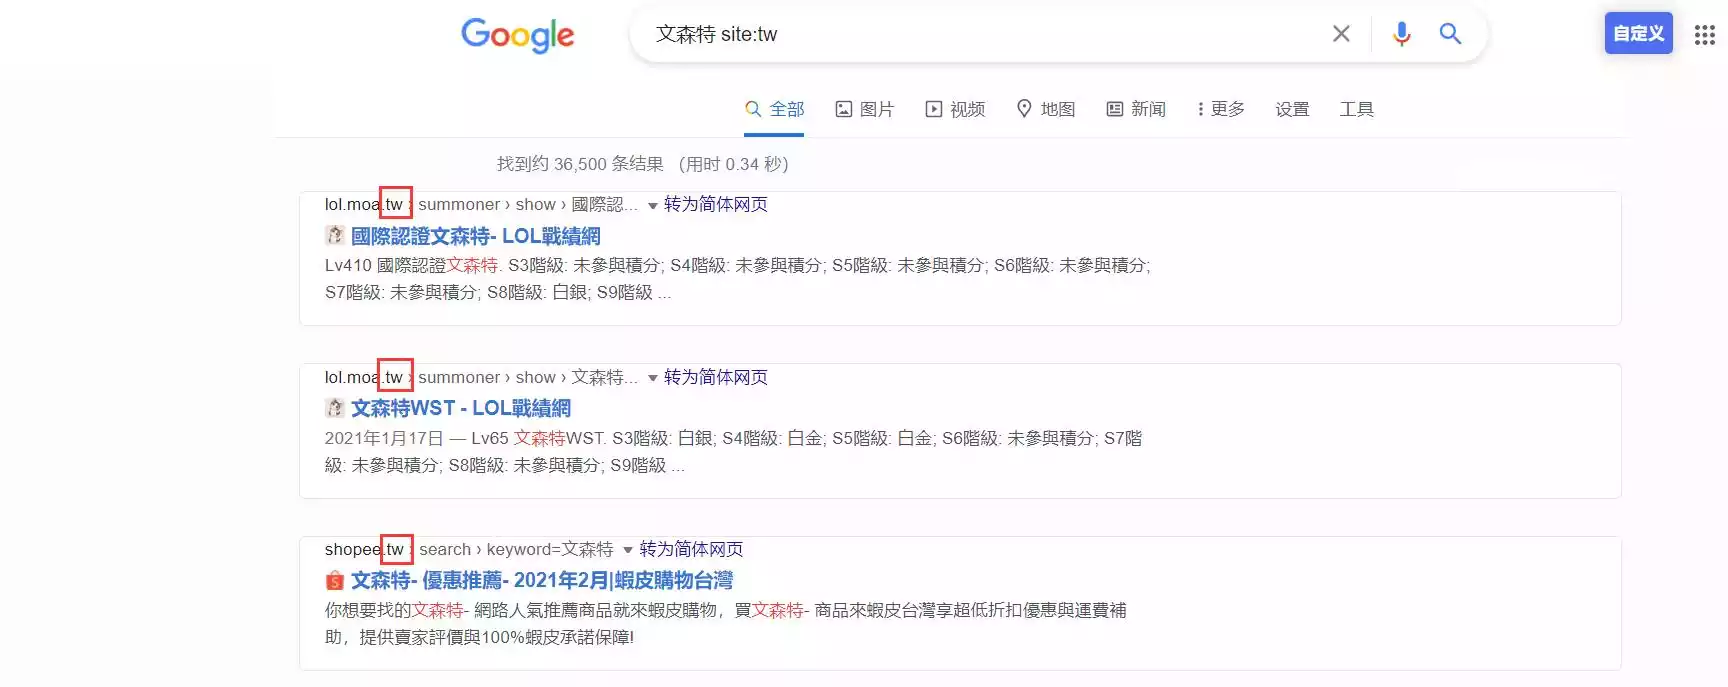 Google
文森特 site:tw
自定义
全部 图片 视频 地图 新闻 更多 设置 工具
找到约 36,500 条结果 （用时 0.34 秒）
lol.moa.tw › summoner › show › 國際認... 转为简体网页
國際認證文森特- LOL戰績網
Lv410 國際認證文森特. S3階級: 未參與積分; S4階級: 未參與積分; S5階級: 未參與積分; S6階級: 未參與積分;
S7階級: 未參與積分; S8階級: 白銀; S9階級 ...
lol.moa.tw › summoner › show › 文森特... 转为简体网页
文森特WST - LOL戰績網
2021年1月17日 — Lv65 文森特WST. S3階級: 白銀; S4階級: 白金; S5階級: 白金; S6階級: 未參與積分; S7階
級: 未參與積分; S8階級: 未參與積分; S9階級 ...
shopee.tw › search › keyword=文森特 转为简体网页
文森特- 優惠推薦- 2021年2月|蝦皮購物台灣
你想要找的文森特- 網路人氣推薦商品就來蝦皮購物，買文森特- 商品來蝦皮台灣享超低折扣優惠與運費補
助，提供賣家評價與100%蝦皮承諾保障!